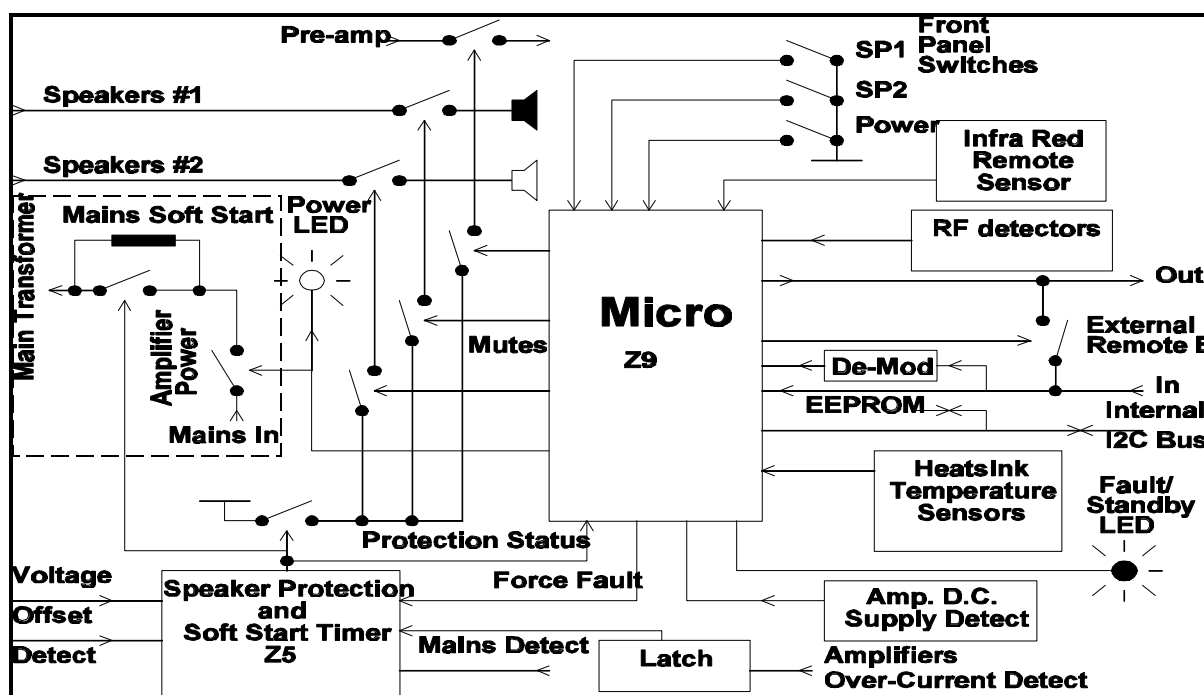 Pre-amp
Front
Panel
Switches
SP1
SP2
Power
Speakers #1
Speakers #2
Infra Red
Remote
Sensor
Main Transformer
Mains Soft Start
Power
LED
RF detectors
Out
Micro
Z9
External
Remote
Mutes
Amplifier
Power
De-Mod
In
EEPROM
Internal
I2C Bus
Mains In
HeatsInk
Temperature
Sensors
Fault/
Standby
LED
Protection Status
Voltage
Offset
Detect
Speaker Protection
and
Soft Start Timer
Z5
Force Fault
Amp. D.C.
Supply Detect
Mains Detect
Latch
Amplifiers
Over-Current Detect